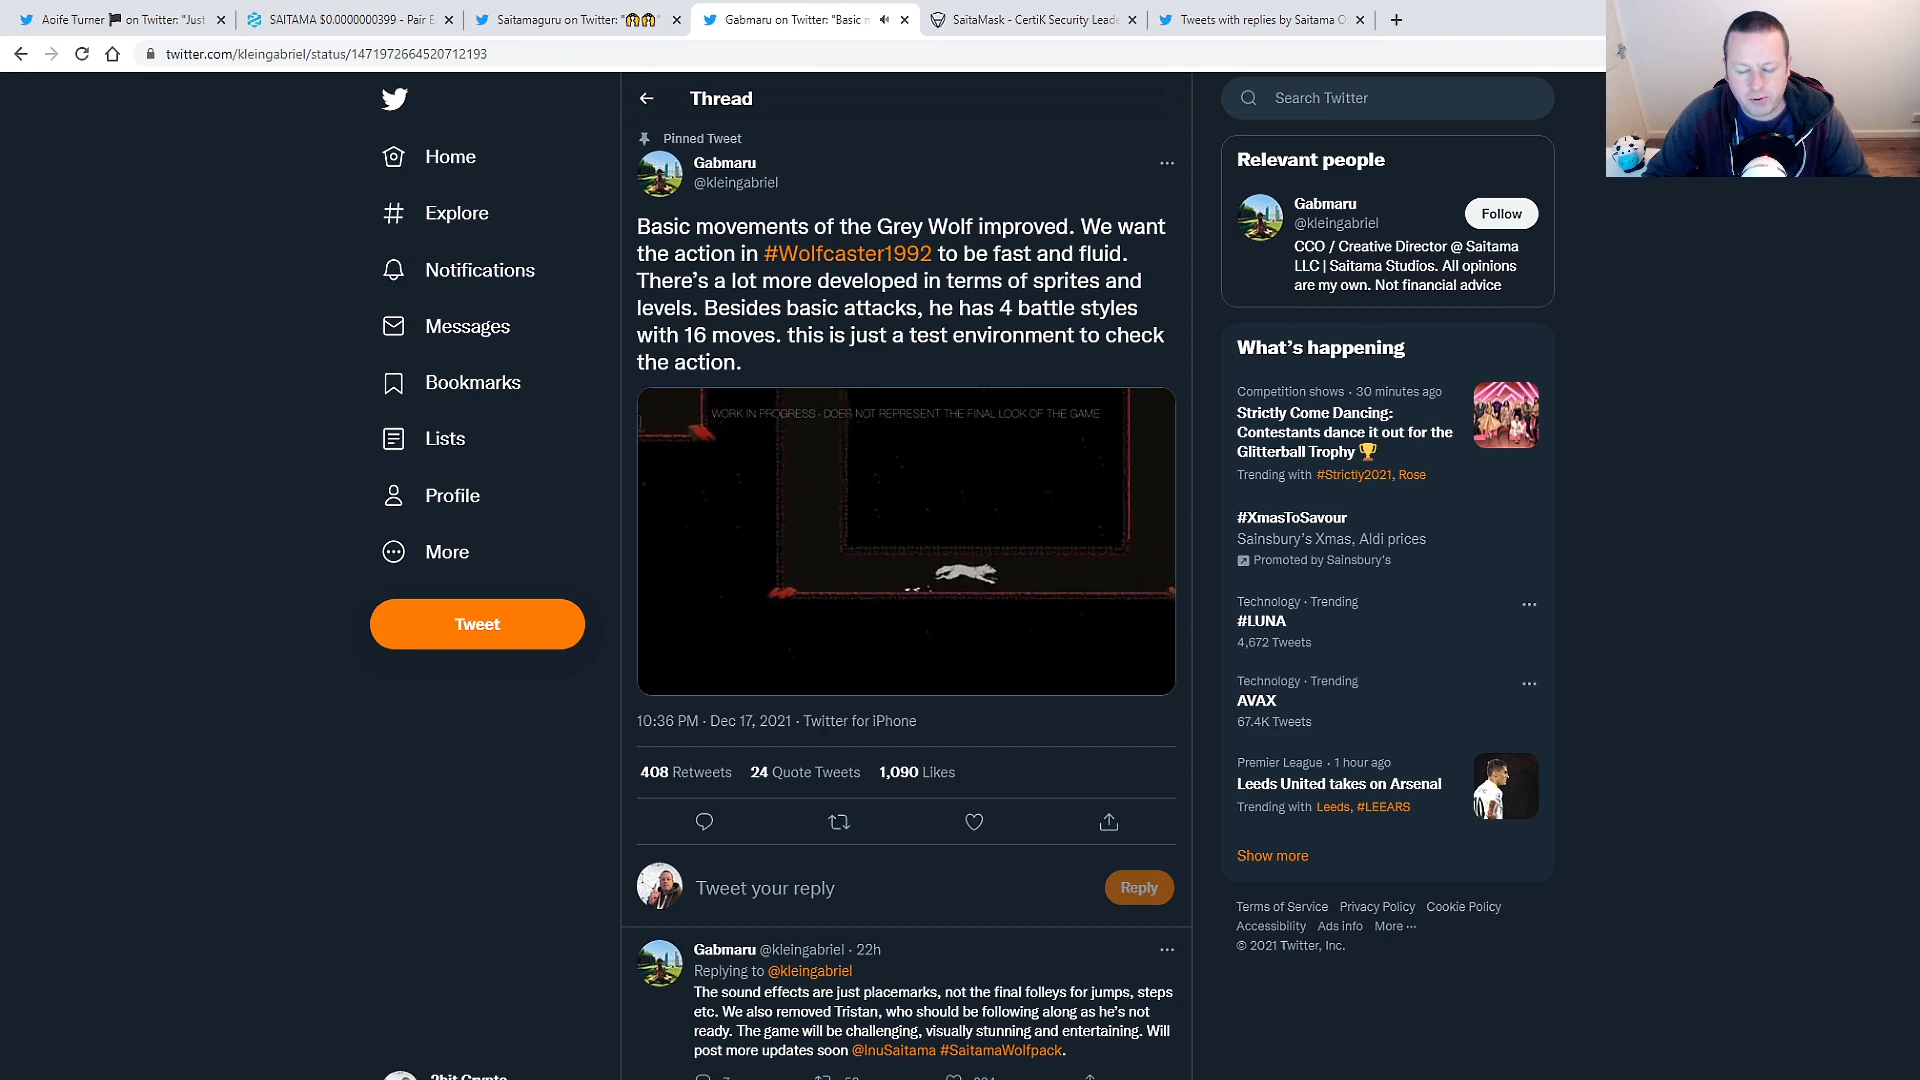 Aoife Turner 🏴 on Twitter: "Just
SAITAMA $0.0000000399 - Pair E
Saitamaguru on Twitter: "
Gabmaru on Twitter: "Basic m
SaitaMask - CertiK Security Leade
Tweets with replies by Saitama O
twitter.com/kleingabriel/status/1471972664520712193
Home
Explore
Notifications
Messages
Bookmarks
Lists
Profile
More
Tweet
Thread
Pinned Tweet
Gabmaru
@kleingabriel
Basic movements of the Grey Wolf improved. We want
the action in #Wolfcaster1992 to be fast and fluid.
There's a lot more developed in terms of sprites and
levels. Besides basic attacks, he has 4 battle styles
with 16 moves. this is just a test environment to check
the action.
WORK IN PROGRESS - DOES NOT REPRESENT THE FINAL LOOK OF THE GAME
10:36 PM · Dec 17, 2021 · Twitter for iPhone
408 Retweets 24 Quote Tweets 1,090 Likes
Tweet your reply
Reply
Gabmaru @kleingabriel · 22h
Replying to @kleingabriel
The sound effects are just placemarks, not the final folleys for jumps, steps
etc. We also removed Tristan, who should be following along as he's not
ready. The game will be challenging, visually stunning and entertaining. Will
post more updates soon @InuSaitama #SaitamaWolfpack.
Search Twitter
Relevant people
Gabmaru
@kleingabriel
Follow
CCO / Creative Director @ Saitama
LLC | Saitama Studios. All opinions
are my own. Not financial advice
What's happening
Competition shows · 30 minutes ago
Strictly Come Dancing:
Contestants dance it out for the
Glitterball Trophy 🏆
Trending with #Strictly2021, Rose
#XmasToSavour
Sainsbury's Xmas, Aldi prices
Promoted by Sainsbury's
Technology · Trending
#LUNA
4,672 Tweets
Technology · Trending
AVAX
67.4K Tweets
Premier League · 1 hour ago
Leeds United takes on Arsenal
Trending with Leeds, #LEEARS
Show more
Terms of Service Privacy Policy Cookie Policy
Accessibility Ads info More ···
© 2021 Twitter, Inc.